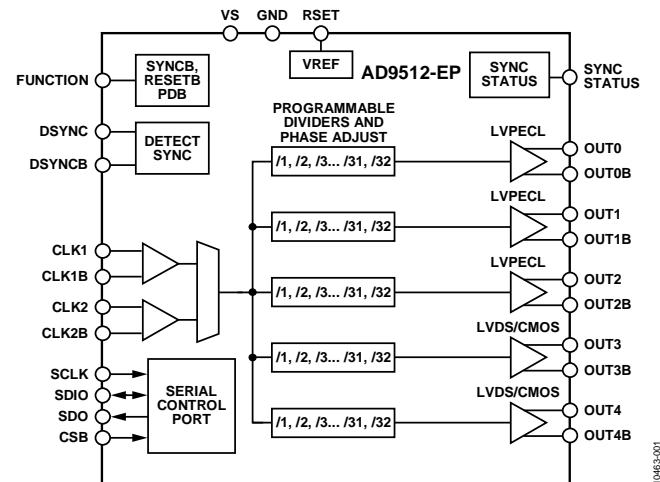 VS GND RSET
VREF
AD9512-EP
SYNC
STATUS
SYNC
STATUS
FUNCTION
SYNCB,
RESETB
PDB
DSYNC
DSYNCB
DETECT
SYNC
PROGRAMMABLE
DIVIDERS AND
PHASE ADJUST
/1, /2, /3... /31, /32
LVPECL
OUT0
OUT0B
/1, /2, /3... /31, /32
LVPECL
OUT1
OUT1B
CLK1
CLK1B
CLK2
CLK2B
/1, /2, /3... /31, /32
LVPECL
OUT2
OUT2B
/1, /2, /3... /31, /32
LVDS/CMOS
OUT3
OUT3B
SCLK
SDIO
SDO
CSB
SERIAL
CONTROL
PORT
/1, /2, /3... /31, /32
LVDS/CMOS
OUT4
OUT4B
10463-001